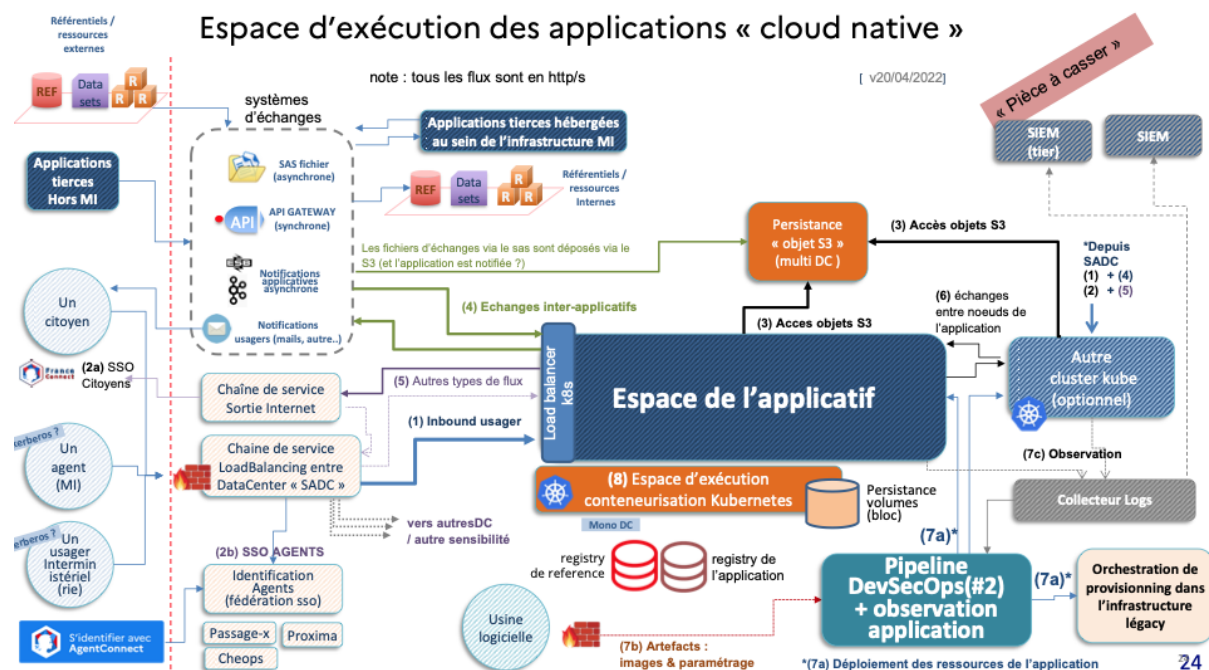 Espace d'exécution des applications « cloud native »
Référentiels /
ressources
externes
REF
Data
sets
R
R
R
note : tous les flux sont en http/s
[ v20/04/2022]
« Pièce à casser »
systèmes
d'échanges
SAS fichier
(asynchrone)
API
API GATEWAY
(synchrone)
Notifications
applicatives
asynchrone
Notifications
usagers (mails, autre..)
Applications tierces hébergées
au sein de l'infrastructure MI
REF
Data
sets
R
R
R
Référentiels /
ressources
Internes
SIEM
(tier)
SIEM
Applications
tierces
Hors MI
Les fichiers d'échanges via le sas sont déposés via le
S3 (et l'application est notifiée ?)
Persistance
« objet S3 »
(multi DC )
(3) Accès objets S3
*Depuis
SADC
(1) + (4)
(2) + (5)
Un
citoyen
(4) Echanges inter-applicatifs
(3) Acces objets S3
(6) échanges
entre noeuds de
l'application
France
Connect
(2a) SSO
Citoyens
Chaîne de service
Sortie Internet
(5) Autres types de flux
Load balancer
k8s
Espace de l'applicatif
Autre
cluster kube
(optionnel)
(1) Inbound usager
kerberos ?
Un
agent
(MI)
Chaine de service
LoadBalancing entre
DataCenter « SADC »
(7c) Observation
(8) Espace d'exécution
conteneurisation Kubernetes
Persistance
volumes
(bloc)
Collecteur Logs
Mono DC
vers autresDC
/ autre sensibilité
(7a)*
erberos ?
Un
usager
Intermin
istériel
(rie)
(2b) SSO AGENTS
Identification
Agents
(fédération sso)
Passage-x
Proxima
Cheops
registry
de reference
registry de
l'application
Pipeline
DevSecOps(#2)
+ observation
application
(7a)*
Orchestration de
provisionning dans
l'infrastructure
légacy
S'identifier avec
AgentConnect
Usine
logicielle
(7b) Artefacts :
images & paramétrage
*(7a) Déploiement des ressources de l'application
24